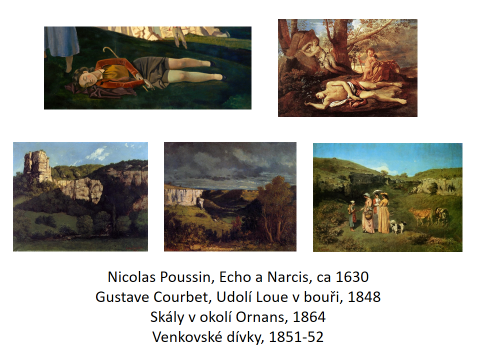 Nicolas Poussin, Echo a Narcis, ca 1630
Gustave Courbet, Udolí Loue v bouři, 1848
Skály v okolí Ornans, 1864
Venkovské dívky, 1851-52